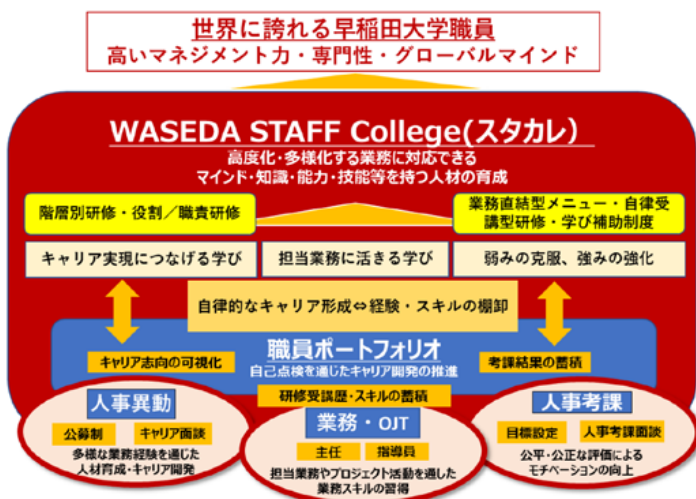 世界に誇れる早稲田大学職員
高いマネジメント力・専門性・グローバルマインド
WASEDA STAFF College(スタカレ)
高度化・多様化する業務に対応できる
マインド・知識・能力・技能等を持つ人材の育成
階層別研修・役割／職責研修
業務直結型メニュー・自律受
講型研修・学び補助制度
キャリア実現につなげる学び
担当業務に活きる学び
弱みの克服、強みの強化
自律的なキャリア形成⇔経験・スキルの棚卸
職員ポートフォリオ
自己点検を通じたキャリア開発の推進
キャリア志向の可視化
考課結果の蓄積
研修受講歴・スキルの蓄積
人事異動
公募制
キャリア面談
多様な業務経験を通じた
人材育成・キャリア開発
業務・OJT
主任
指導員
担当業務やプロジェクト活動を通した
業務スキルの習得
人事考課
目標設定
人事考課面談
公平・公正な評価による
モチベーションの向上